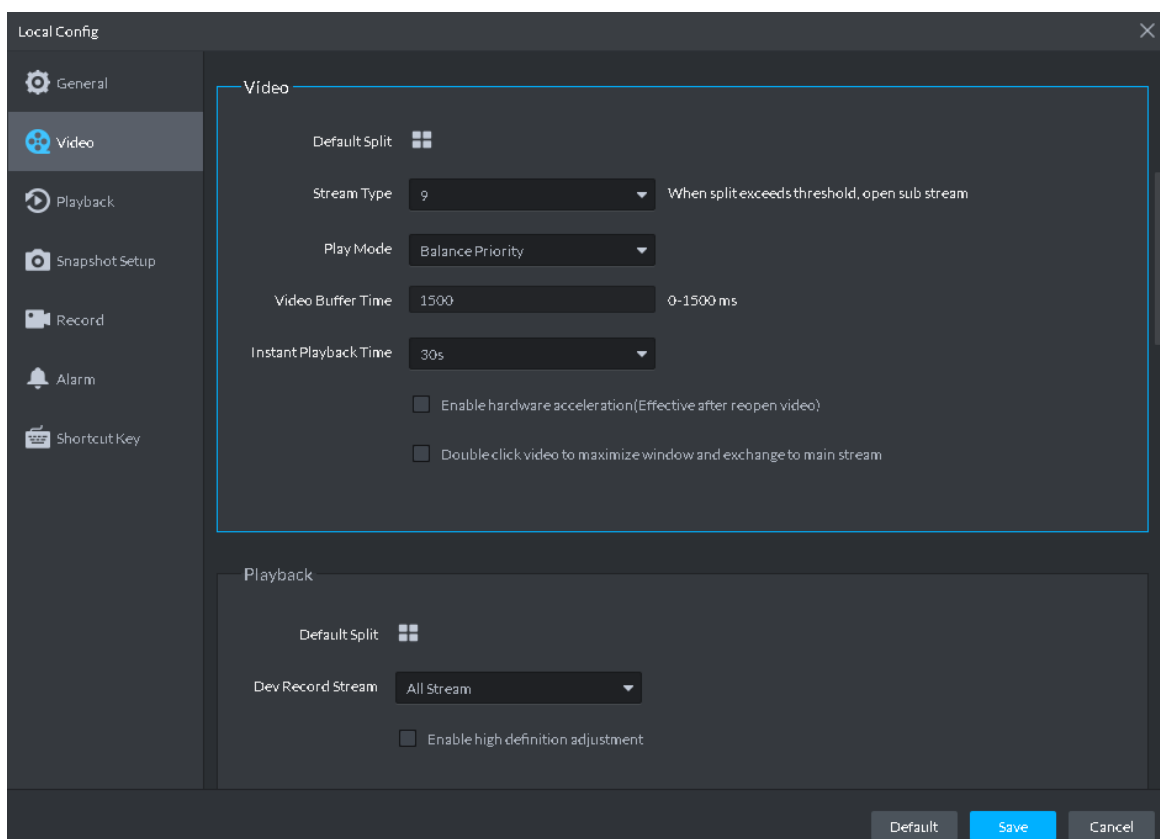 Local Config
General
Video
Playback
Snapshot Setup
Record
Alarm
Shortcut Key
Video
Default Split
Stream Type 9 When split exceeds threshold, open sub stream
Play Mode Balance Priority
Video Buffer Time 1500 0-1500 ms
Instant Playback Time 30s
Enable hardware acceleration(Effective after reopen video)
Double click video to maximize window and exchange to main stream
Playback
Default Split
Dev Record Stream All Stream
Enable high definition adjustment
Default Save Cancel